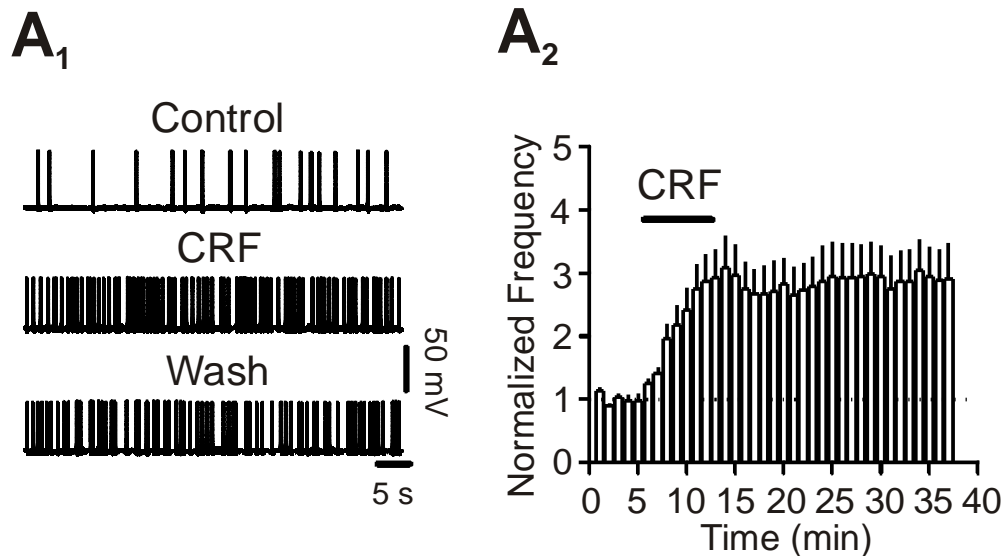 A1
Control
CRF
Wash
50 mV
5 s
A2
Normalized Frequency
5
4
3
2
1
0
CRF
0 5 10 15 20 25 30 35 40
Time (min)